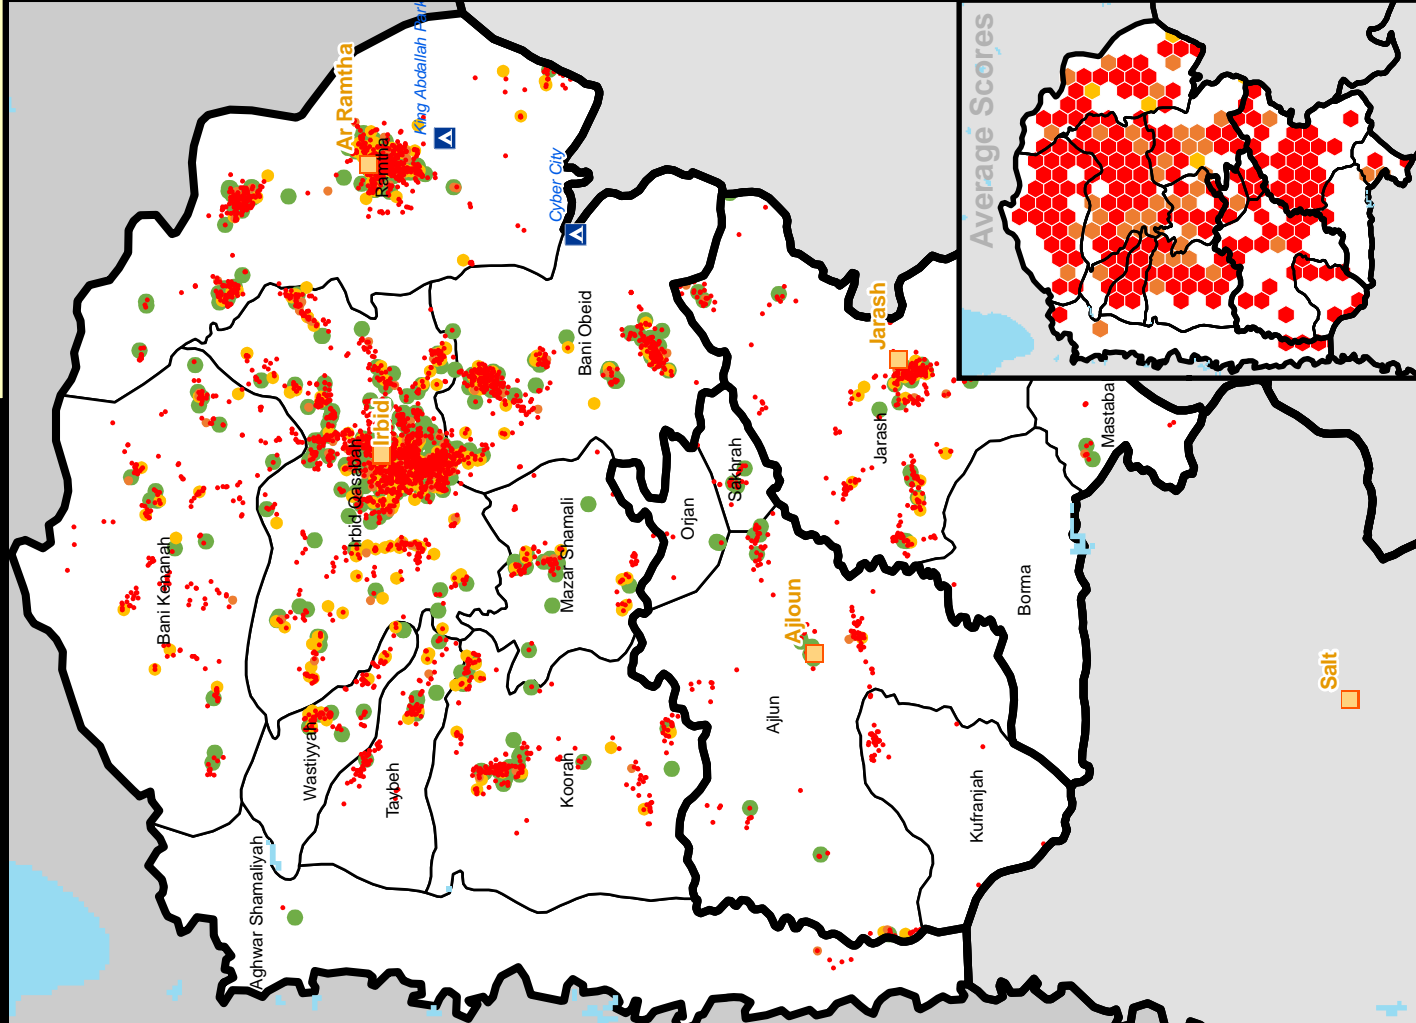 Ar Ramtha
King Abdallah Park
Ramtha
Cyber City
Average Scores
Irbid
Irbid Qasabah
Bani Obeid
Jarash
Jarash
Mastaba
Sakhrah
Orjan
Mazar Shamali
Bani Kenanah
Borma
Ajloun
Ajlun
Salt
Wastiyyah
Taybeh
Koorah
Kufranjah
Aghwar Shamaliyah